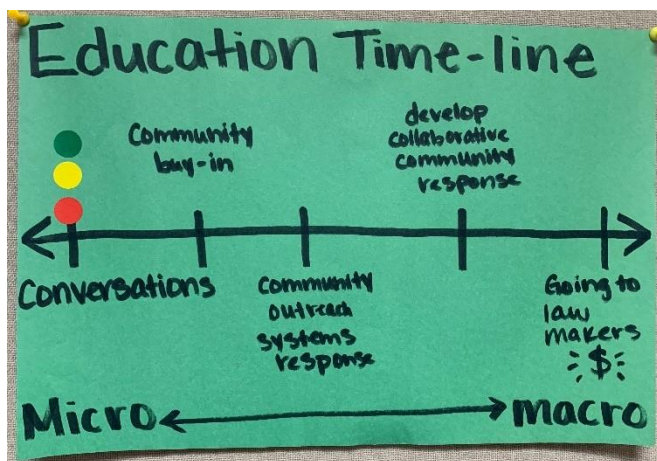 Education Time-line
Community
buy-in
develop
collaborative
community
response
Conversations
Community
outreach
systems
response
Going to
law
makers
$
Micro
macro